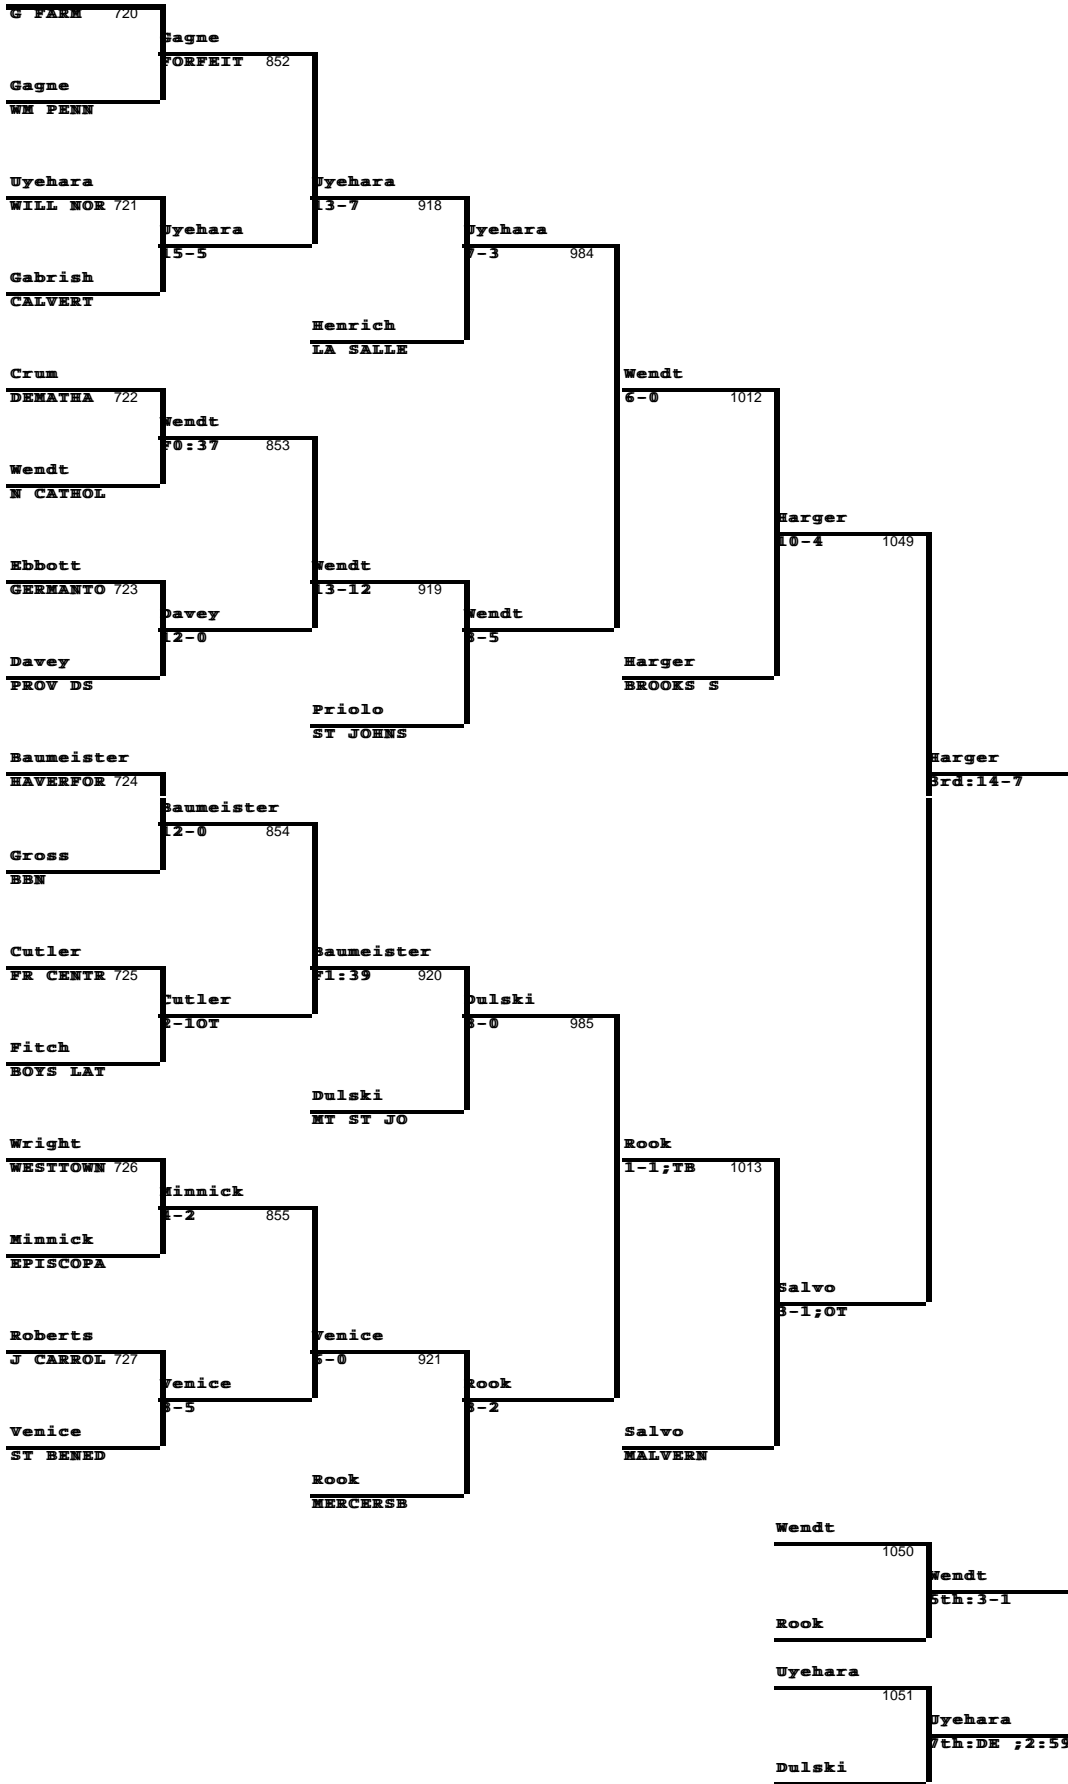 G FARM 720
Gagne
FORFEIT 852
Gagne
WM PENN
Uyehara
WILL NOR 721
Uyehara
13-7 918
Uyehara
15-5
Uyehara
7-3 984
Gabrish
CALVERT
Henrich
LA SALLE
Crum
DEMATHA 722
Wendt
6-0 1012
Wendt
F0:37 853
Wendt
N CATHOL
Harger
10-4 1049
Ebbott
GERMANTO 723
Wendt
13-12 919
Davey
12-0
Wendt
8-5
Davey
PROV DS
Harger
BROOKS S
Priolo
ST JOHNS
Baumeister
HAVERFOR 724
Harger
3rd:14-7
Baumeister
12-0 854
Gross
BBN
Cutler
FR CENTR 725
Baumeister
F1:39 920
Cutler
2-1OT
Dulski
-0 985
Fitch
BOYS LAT
Dulski
MT ST JO
Wright
WESTTOWN 726
Rook
1-1;TB 1013
Minnick
4-2 855
Minnick
EPISCOPA
Salvo
3-1;OT
Roberts
J CARROL 727
Venice
-0 921
Venice
-5
Rook
-2
Venice
ST BENED
Salvo
MALVERN
Rook
MERCERSB
Wendt
1050
Wendt
5th:3-1
Rook
Uyehara
1051
Uyehara
7th:DE ;2:59
Dulski